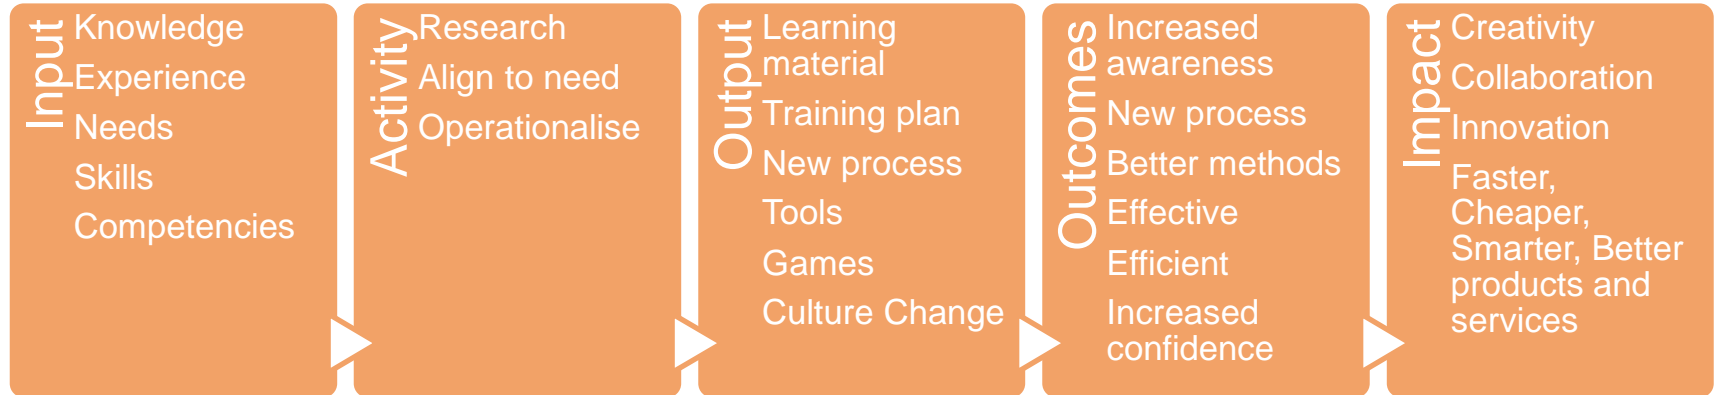 Input
Knowledge
Experience
Needs
Skills
Competencies
Activity
Research
Align to need
Operationalise
Output
Learning
material
Training plan
New process
Tools
Games
Culture Change
Outcomes
Increased
awareness
New process
Better methods
Effective
Efficient
Increased
confidence
Impact
Creativity
Collaboration
Innovation
Faster,
Cheaper,
Smarter, Better
products and
services